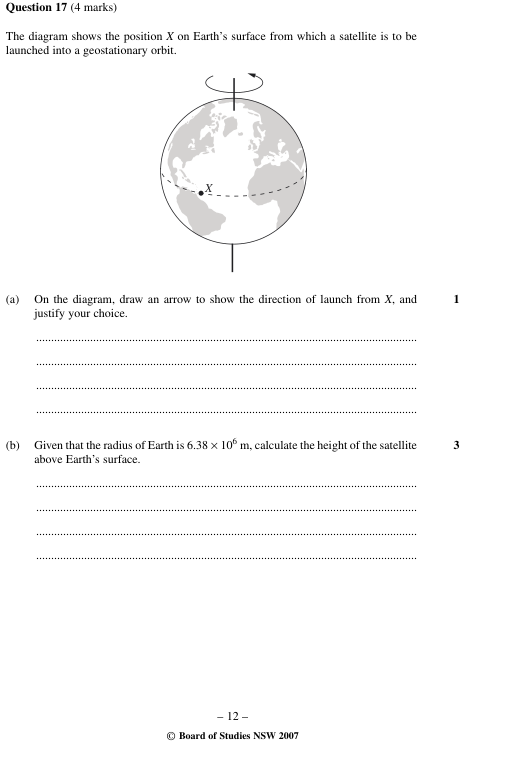 Question 17 (4 marks)
The diagram shows the position X on Earth's surface from which a satellite is to be
launched into a geostationary orbit.
X
(a) On the diagram, draw an arrow to show the direction of launch from X, and 1
justify your choice.
(b) Given that the radius of Earth is 6.38 × 10⁶ m, calculate the height of the satellite 3
above Earth's surface.
– 12 –
© Board of Studies NSW 2007